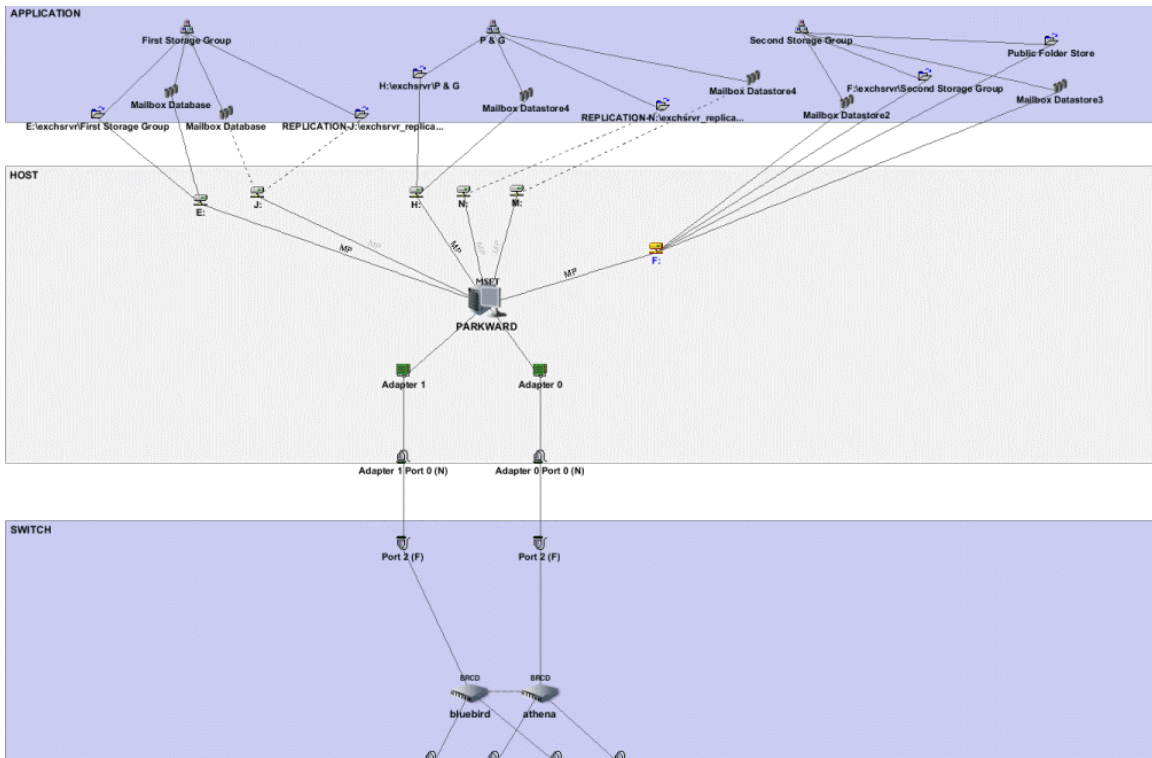 APPLICATION
First Storage Group
P & G
Second Storage Group
Public Folder Store
H:\exchsrvr\P & G
Mailbox Database
Mailbox Datastore4
Mailbox Datastore4
F:\exchsrvr\Second Storage Group
Mailbox Datastore3
E:\exchsrvr\First Storage Group
Mailbox Database
REPLICATION-J:\exchsrvr_replica...
REPLICATION-N:\exchsrvr_replica...
Mailbox Datastore2
HOST
E:
J:
H:
N:
M:
F:
MP
MP
MP
MP
MP
MP
MSFT
PARKWARD
Adapter 1
Adapter 0
Adapter 1 Port 0 (N)
Adapter 0 Port 0 (N)
SWITCH
Port 2 (F)
Port 2 (F)
BRCD
BRCD
bluebird
athena